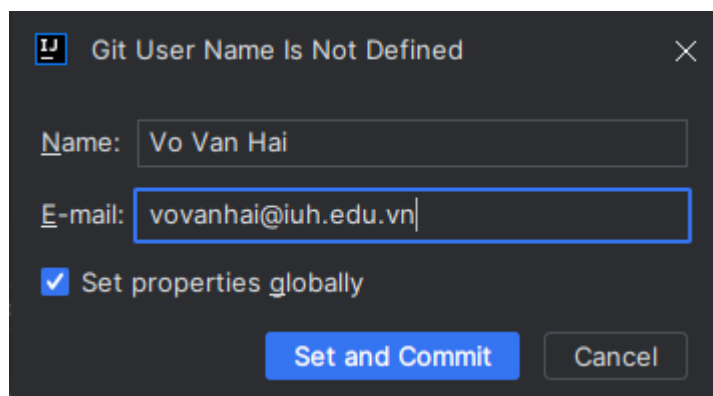 IJ Git User Name Is Not Defined
Name: Vo Van Hai
E-mail: vovanhai@iuh.edu.vn
Set properties globally
Set and Commit Cancel